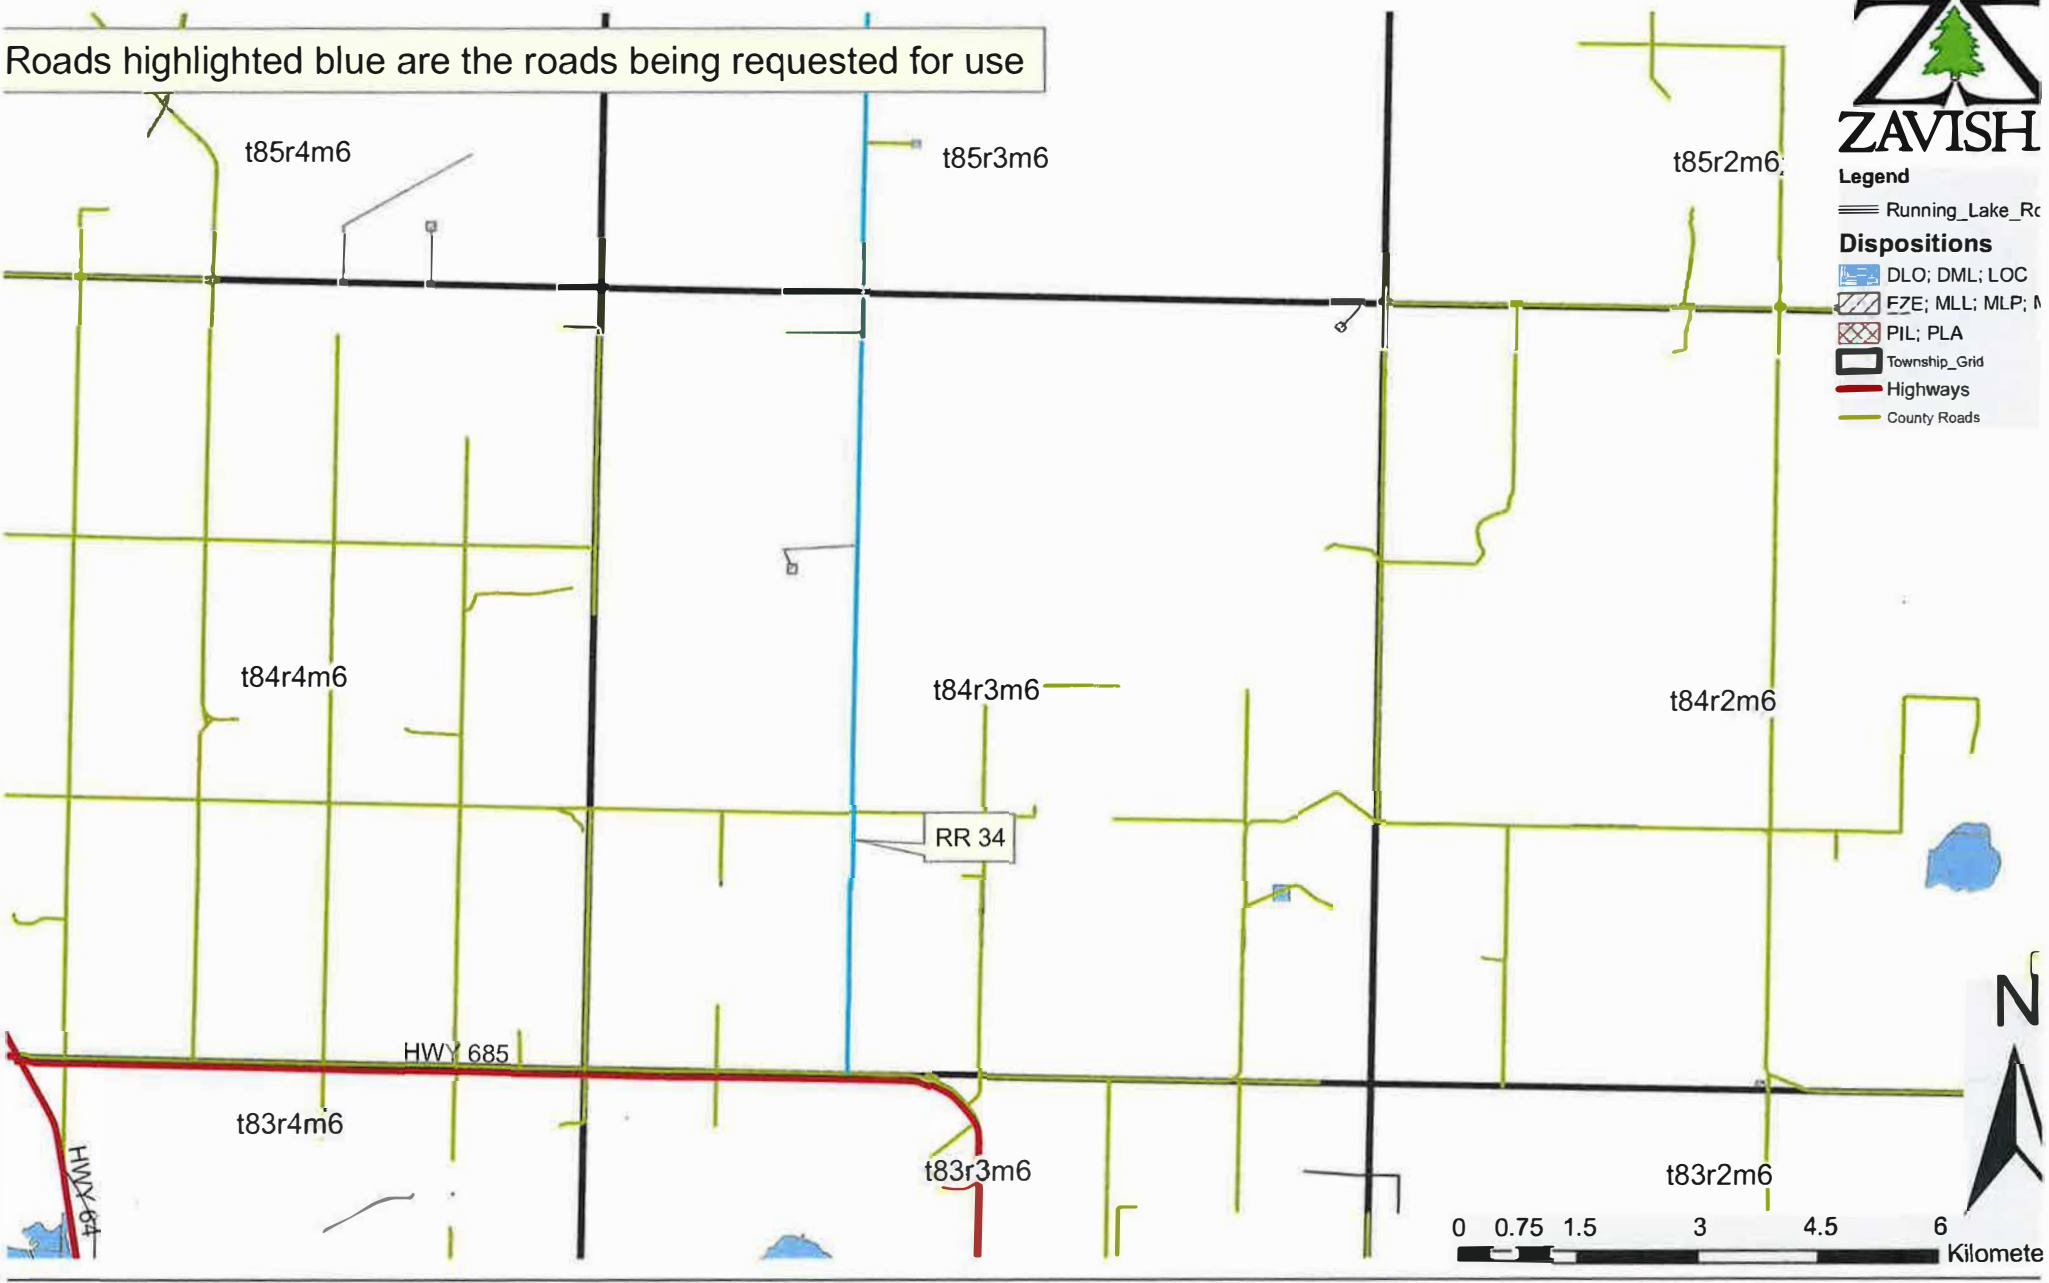 Roads highlighted blue are the roads being requested for use
ZAVISH
t85r4m6
t85r3m6
t85r2m6
Legend
Running_Lake_Rc
Dispositions
DLO; DML; LOC
EZE; MLL; MLP; M
PIL; PLA
Township_Grid
Highways
County Roads
t84r4m6
t84r3m6
t84r2m6
RR 34
N
HWY 685
t83r4m6
t83r3m6
t83r2m6
HWY 64
0 0.75 1.5 3 4.5 6
Kilomete